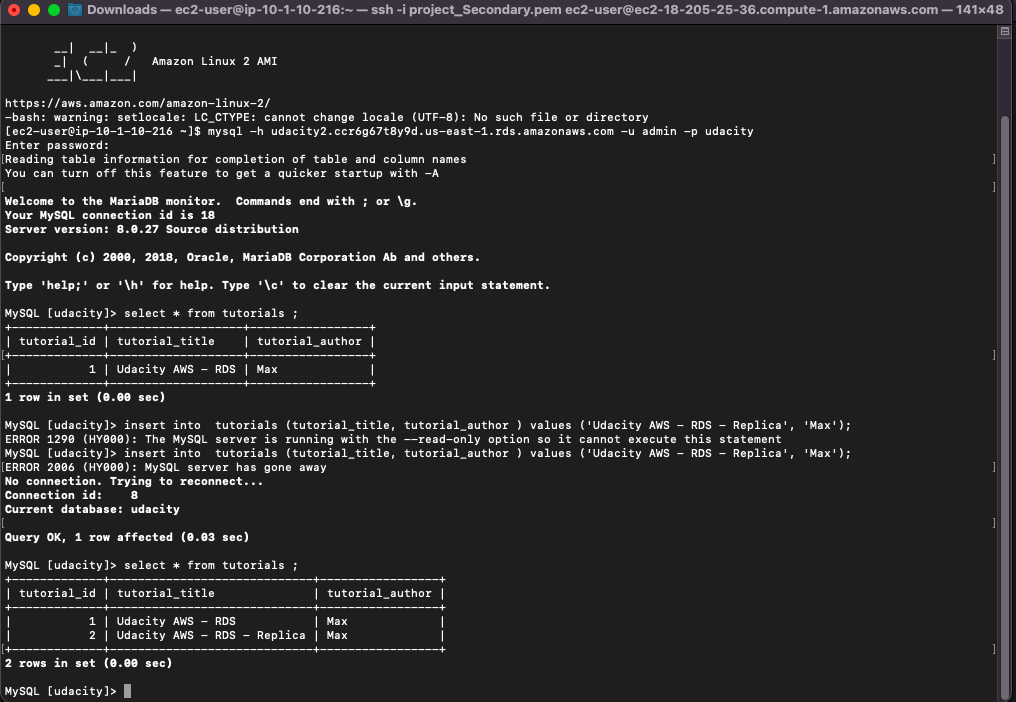 Downloads — ec2-user@ip-10-1-10-216:~ — ssh -i project_Secondary.pem ec2-user@ec2-18-205-25-36.compute-1.amazonaws.com — 141×48
       __|  __|_  )
       _|  (     /   Amazon Linux 2 AMI
      ___|\___|___|
https://aws.amazon.com/amazon-linux-2/
-bash: warning: setlocale: LC_CTYPE: cannot change locale (UTF-8): No such file or directory
[ec2-user@ip-10-1-10-216 ~]$ mysql -h udacity2.ccr6g67t8y9d.us-east-1.rds.amazonaws.com -u admin -p udacity
Enter password:
Reading table information for completion of table and column names
You can turn off this feature to get a quicker startup with -A
Welcome to the MariaDB monitor.  Commands end with ; or \g.
Your MySQL connection id is 18
Server version: 8.0.27 Source distribution
Copyright (c) 2000, 2018, Oracle, MariaDB Corporation Ab and others.
Type 'help;' or '\h' for help. Type '\c' to clear the current input statement.
MySQL [udacity]> select * from tutorials ;
+-------------+--------------------+-----------------+
| tutorial_id | tutorial_title     | tutorial_author |
+-------------+--------------------+-----------------+
|           1 | Udacity AWS – RDS | Max             |
+-------------+--------------------+-----------------+
1 row in set (0.00 sec)
MySQL [udacity]> insert into  tutorials (tutorial_title, tutorial_author ) values ('Udacity AWS – RDS – Replica', 'Max');
ERROR 1290 (HY000): The MySQL server is running with the --read-only option so it cannot execute this statement
MySQL [udacity]> insert into  tutorials (tutorial_title, tutorial_author ) values ('Udacity AWS – RDS – Replica', 'Max');
ERROR 2006 (HY000): MySQL server has gone away
No connection. Trying to reconnect...
Connection id:    8
Current database: udacity
Query OK, 1 row affected (0.03 sec)
MySQL [udacity]> select * from tutorials ;
+-------------+------------------------------+-----------------+
| tutorial_id | tutorial_title               | tutorial_author |
+-------------+------------------------------+-----------------+
|           1 | Udacity AWS – RDS           | Max             |
|           2 | Udacity AWS – RDS – Replica | Max             |
+-------------+------------------------------+-----------------+
2 rows in set (0.00 sec)
MySQL [udacity]>